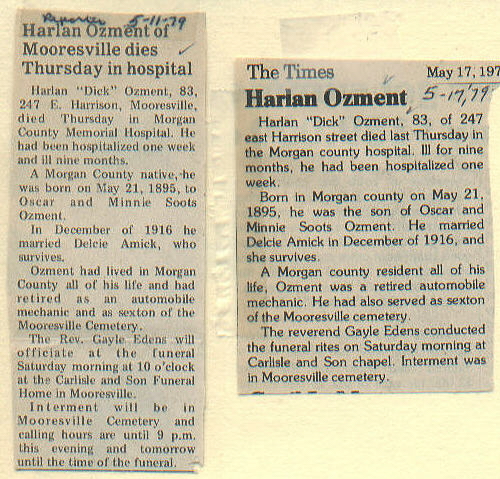 Reporter 5-11-79
Harlan Ozment of
Mooresville dies
Thursday in hospital
Harlan "Dick" Ozment, 83,
247 E. Harrison, Mooresville,
died Thursday in Morgan
County Memorial Hospital. He
had been hospitalized one week
and ill nine months.
A Morgan County native, he
was born on May 21, 1895, to
Oscar and Minnie Soots
Ozment.
In December of 1916 he
married Delcie Amick, who
survives.
Ozment had lived in Morgan
County all of his life and had
retired as an automobile
mechanic and as sexton of the
Mooresville Cemetery.
The Rev. Gayle Edens will
officiate at the funeral
Saturday morning at 10 o'clock
at the Carlisle and Son Funeral
Home in Mooresville.
Interment will be in
Mooresville Cemetery and
calling hours are until 9 p.m.
this evening and tomorrow
until the time of the funeral.
The Times May 17, 197
Harlan Ozment 5-17-79
Harlan "Dick" Ozment, 83, of 247
east Harrison street died last Thursday in
the Morgan county hospital. Ill for nine
months, he had been hospitalized one
week.
Born in Morgan county on May 21,
1895, he was the son of Oscar and
Minnie Soots Ozment. He married
Delcie Amick in December of 1916, and
she survives.
A Morgan county resident all of his
life, Ozment was a retired automobile
mechanic. He had also served as sexton
of the Mooresville cemetery.
The reverend Gayle Edens conducted
the funeral rites on Saturday morning at
Carlisle and Son chapel. Interment was
in Mooresville cemetery.